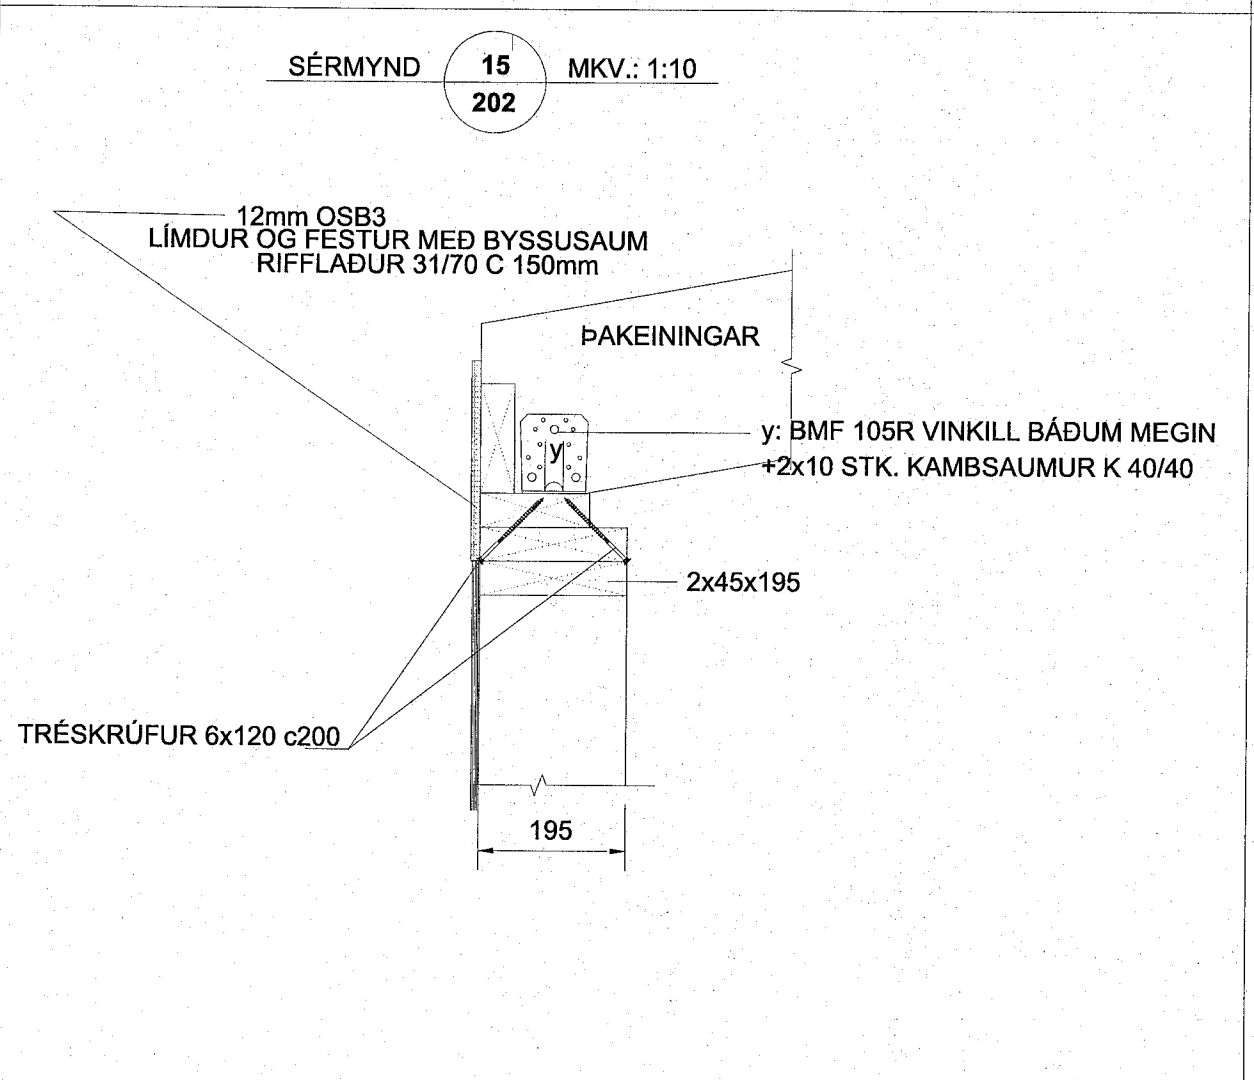 SÉRMYND 15 MKV.: 1:10
202
12mm OSB3
LÍMDUR OG FESTUR MEÐ BYSSUSAUM
RIFFLAÐUR 31/70 C 150mm
ÞAKEININGAR
y: BMF 105R VINKILL BÁÐUM MEGIN
+2x10 STK. KAMBSAUMUR K 40/40
y
2x45x195
TRÉSKRÚFUR 6x120 c200
195